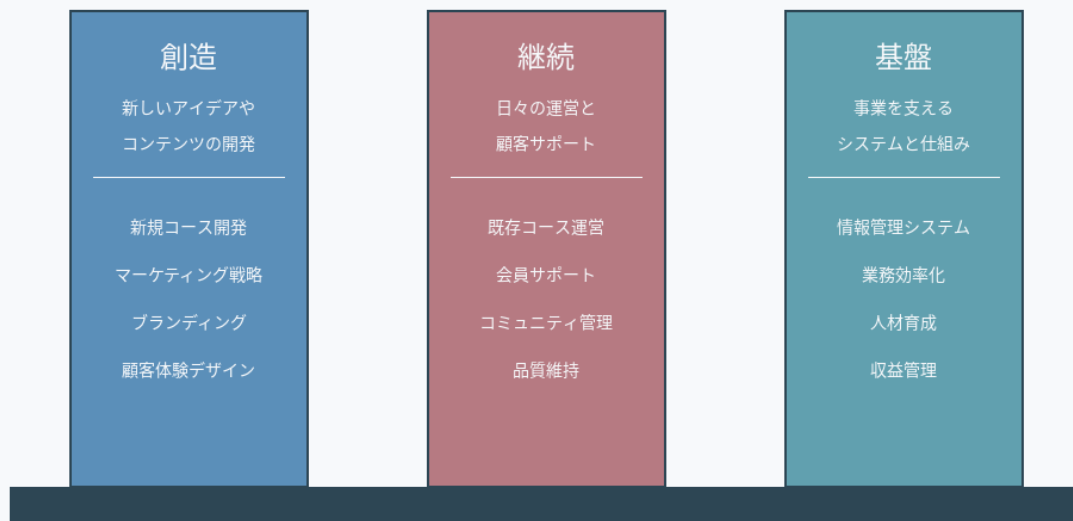 創造
新しいアイデアや
コンテンツの開発
新規コース開発
マーケティング戦略
ブランディング
顧客体験デザイン
継続
日々の運営と
顧客サポート
既存コース運営
会員サポート
コミュニティ管理
品質維持
基盤
事業を支える
システムと仕組み
情報管理システム
業務効率化
人材育成
収益管理